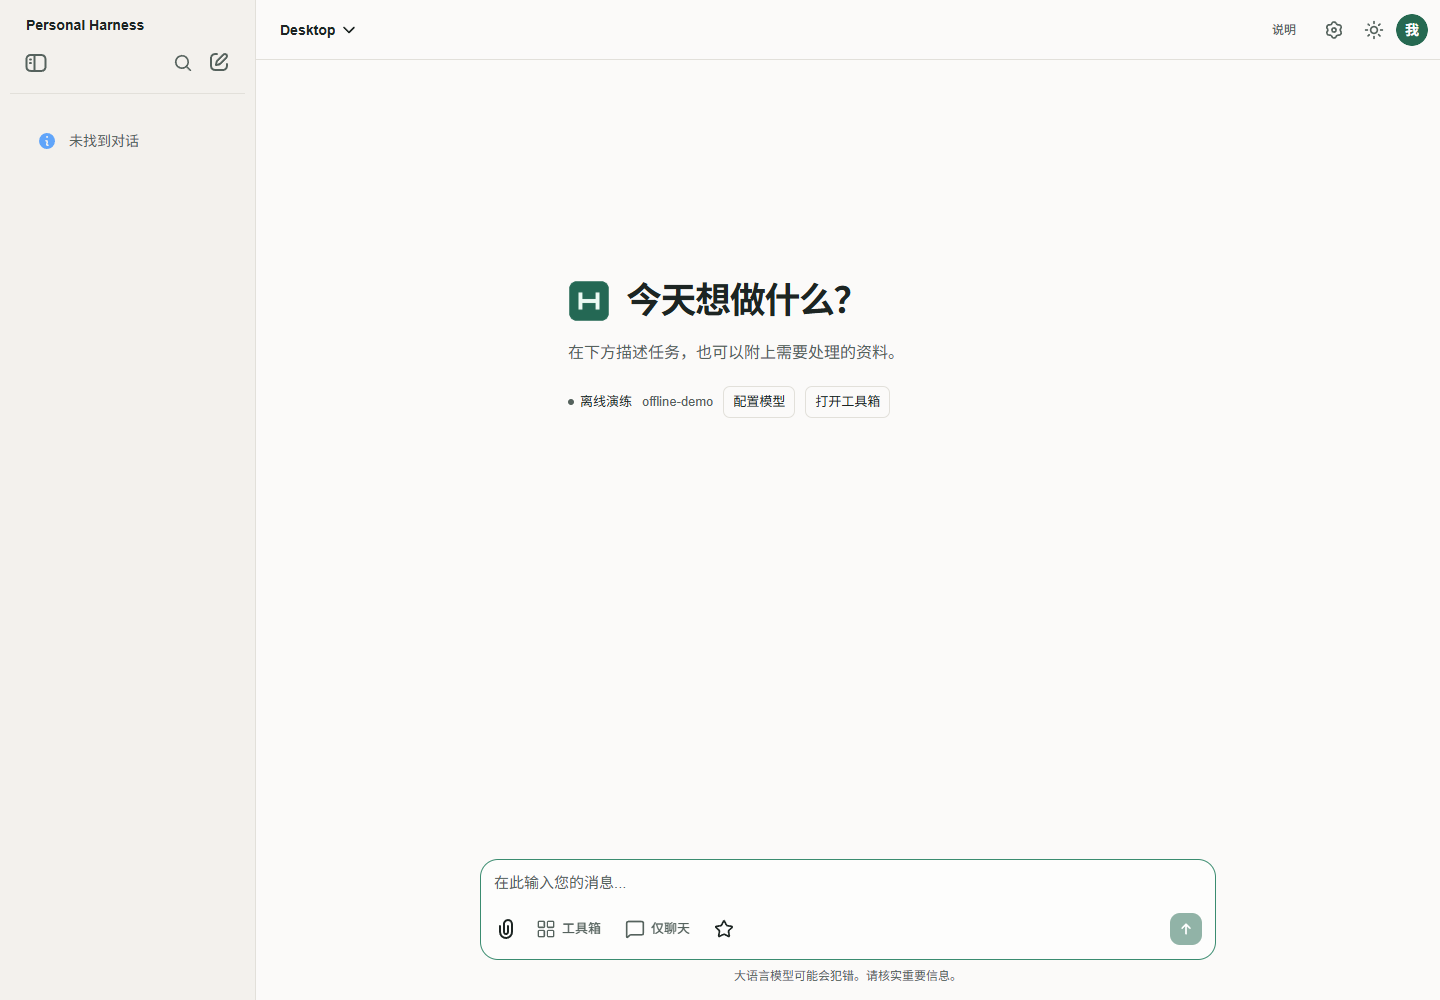 Personal Harness
Desktop
说明
我
未找到对话
今天想做什么？
在下方描述任务，也可以附上需要处理的资料。
离线演练 offline-demo 配置模型 打开工具箱
在此输入您的消息...
工具箱 仅聊天
大语言模型可能会犯错。请核实重要信息。